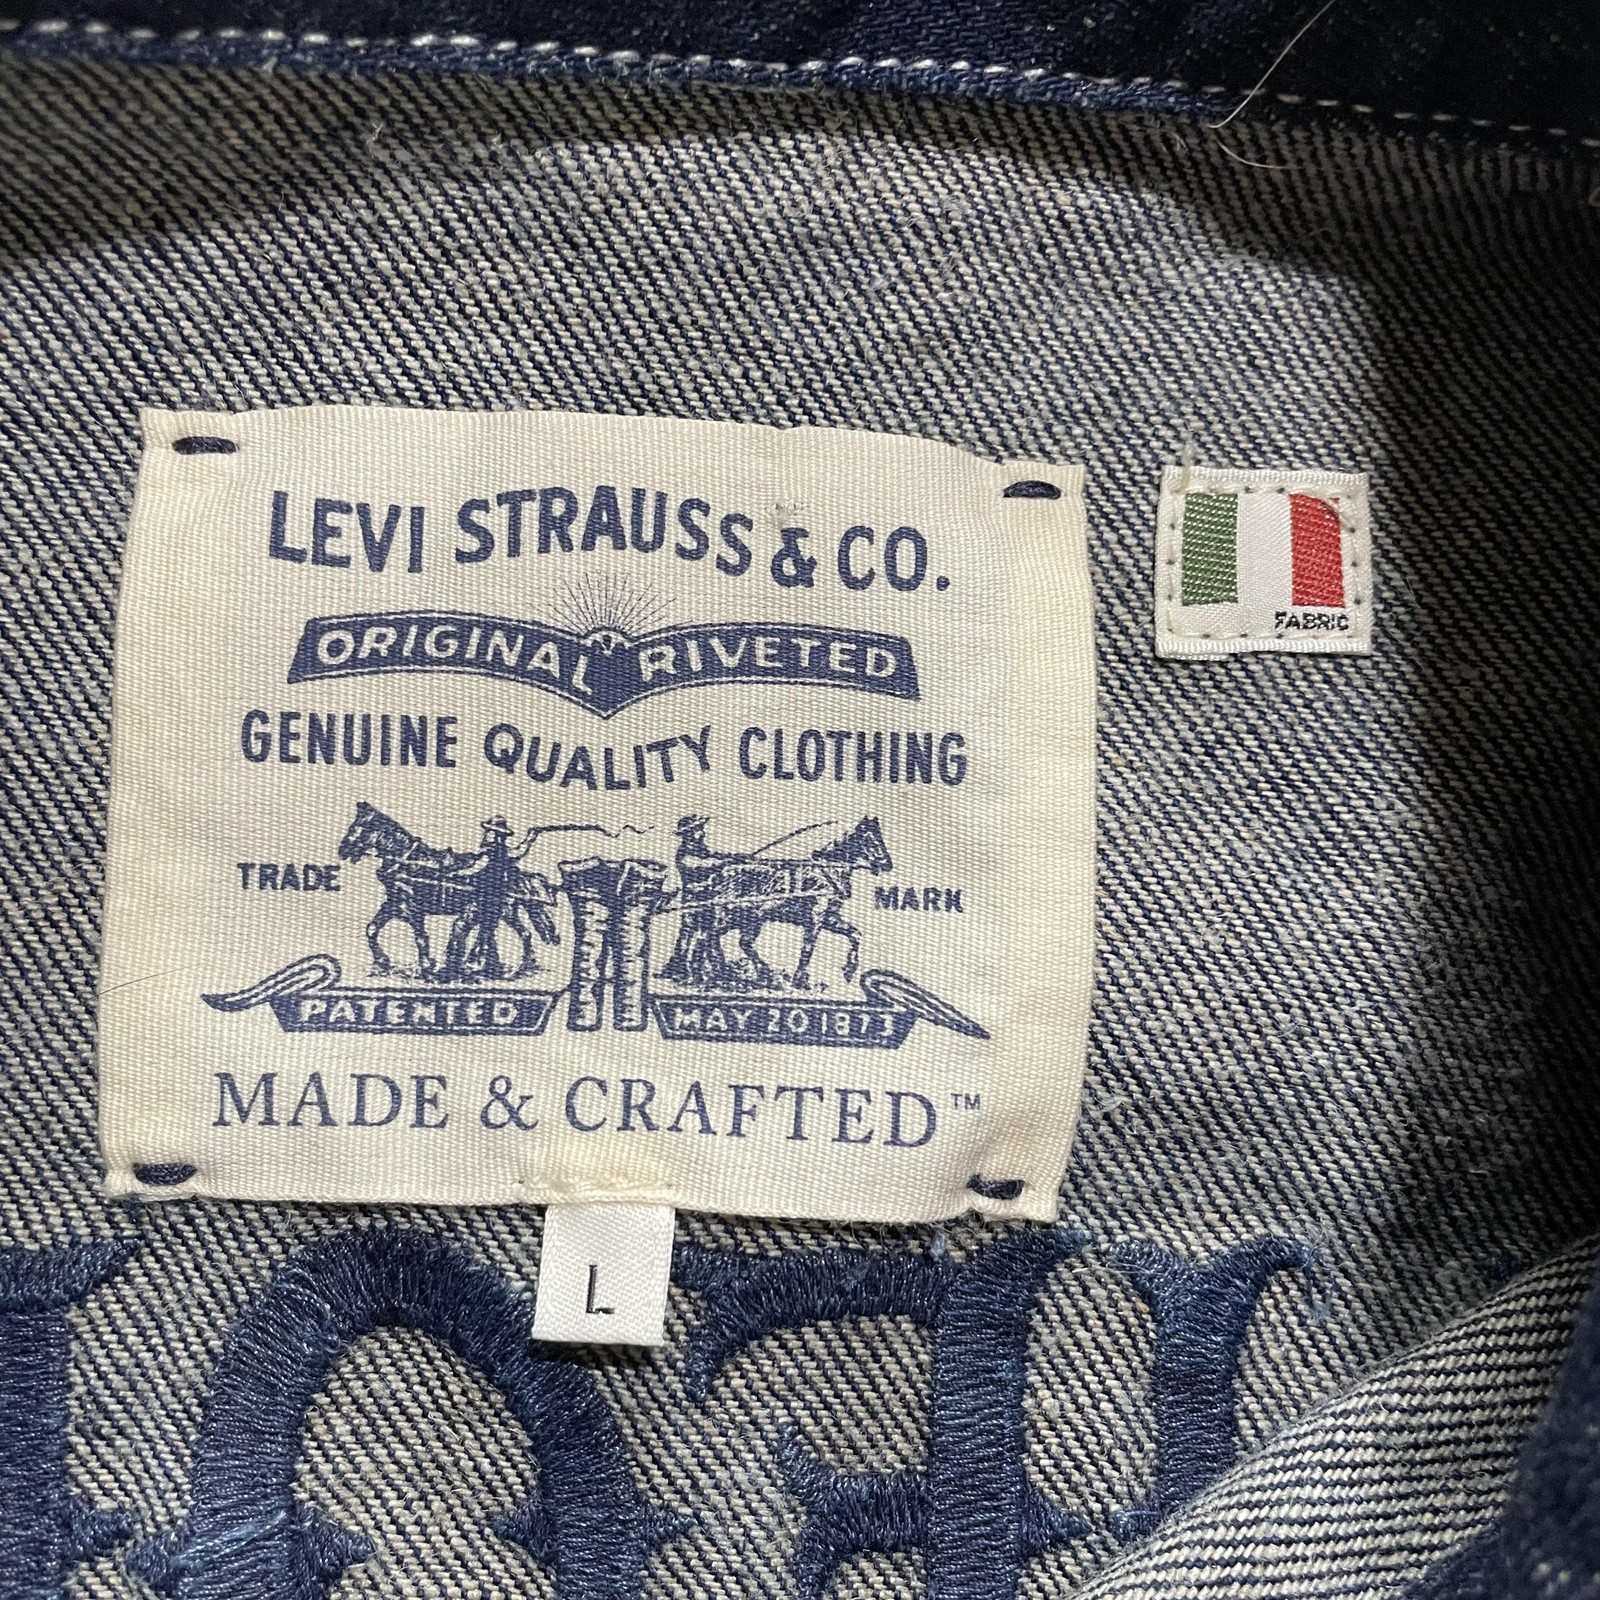 LEVI STRAUSS & CO.
ORIGINAL RIVETED
GENUINE QUALITY CLOTHING
TRADE MARK
PATENTED MAY 20 1873
MADE & CRAFTED™
L
FABRIC